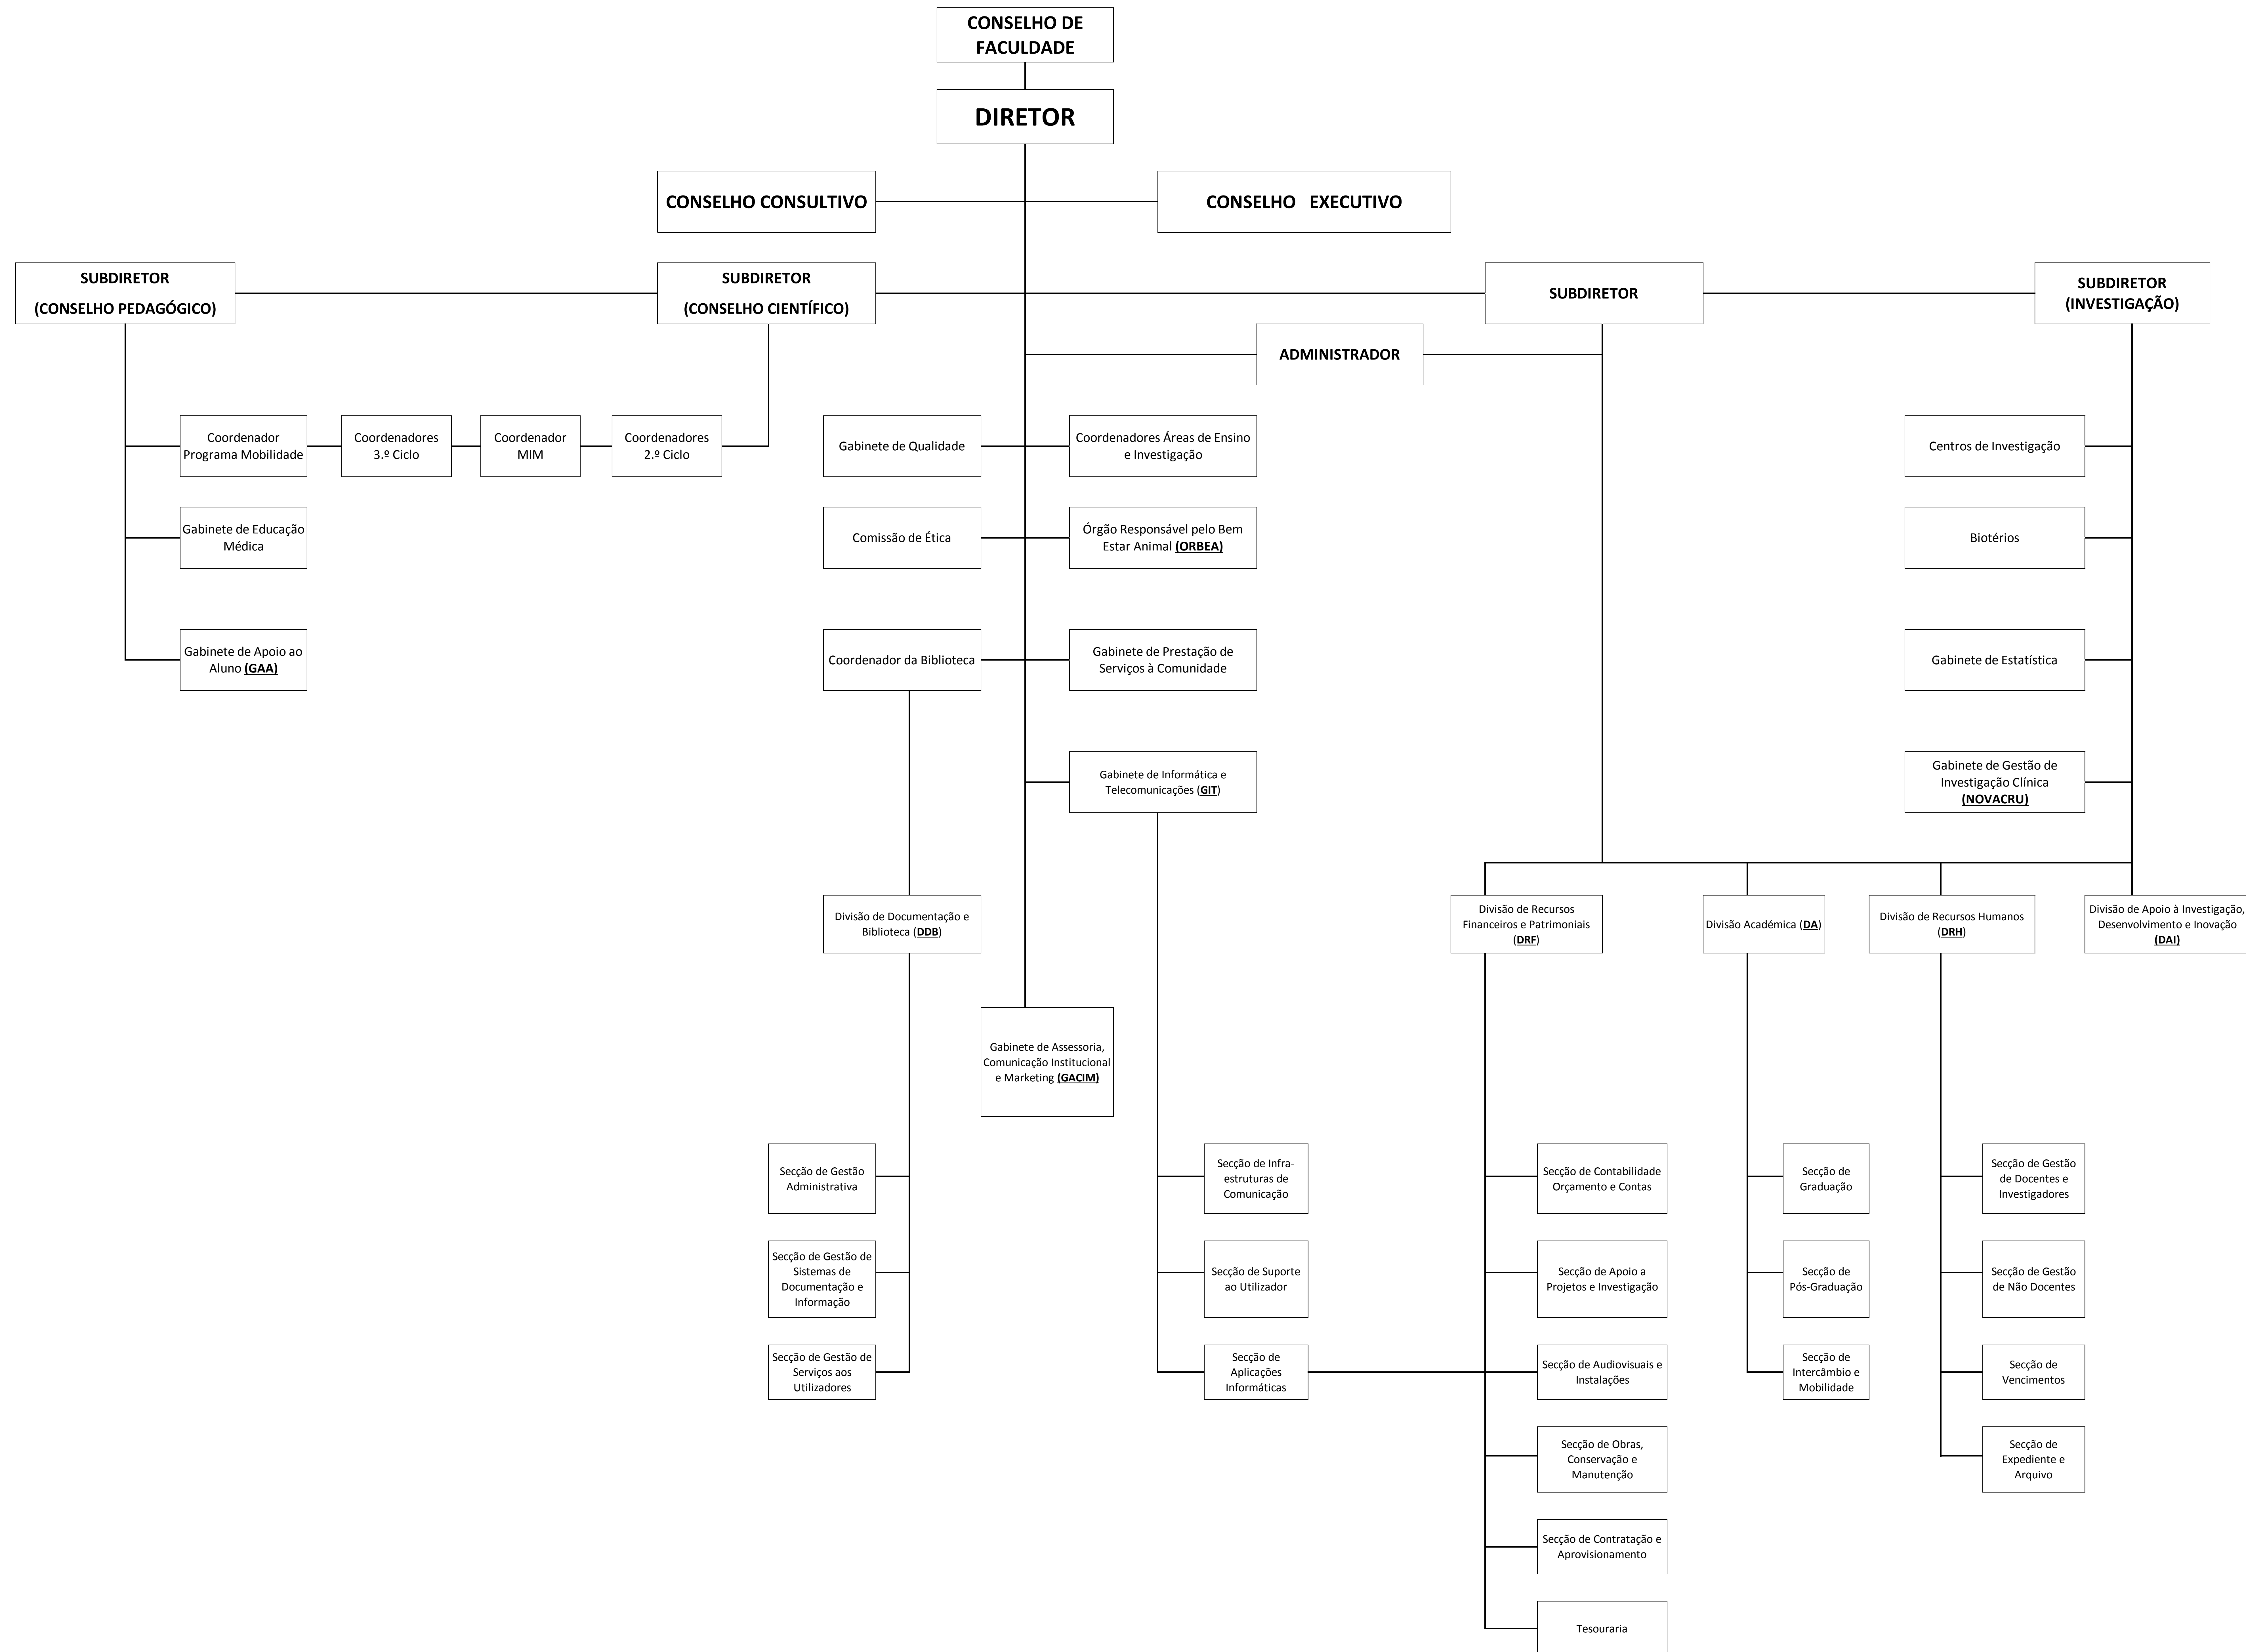 CONSELHO DE
FACULDADE
DIRETOR
CONSELHO CONSULTIVO
CONSELHO EXECUTIVO
SUBDIRETOR
(CONSELHO PEDAGÓGICO)
SUBDIRETOR
(CONSELHO CIENTÍFICO)
SUBDIRETOR
SUBDIRETOR
(INVESTIGAÇÃO)
ADMINISTRADOR
Coordenador
Programa Mobilidade
Coordenadores
3.º Ciclo
Coordenador
MIM
Coordenadores
2.º Ciclo
Gabinete de Qualidade
Coordenadores Áreas de Ensino
e Investigação
Centros de Investigação
Gabinete de Educação
Médica
Comissão de Ética
Órgão Responsável pelo Bem
Estar Animal (ORBEA)
Biotérios
Gabinete de Apoio ao
Aluno (GAA)
Coordenador da Biblioteca
Gabinete de Prestação de
Serviços à Comunidade
Gabinete de Estatística
Gabinete de Informática e
Telecomunicações (GIT)
Gabinete de Gestão de
Investigação Clínica
(NOVACRU)
Divisão de Documentação e
Biblioteca (DDB)
Divisão de Recursos
Financeiros e Patrimoniais
(DRF)
Divisão Académica (DA)
Divisão de Recursos Humanos
(DRH)
Divisão de Apoio à Investigação,
Desenvolvimento e Inovação
(DAI)
Gabinete de Assessoria,
Comunicação Institucional
e Marketing (GACIM)
Secção de Gestão
Administrativa
Secção de Infra-
estruturas de
Comunicação
Secção de Contabilidade
Orçamento e Contas
Secção de
Graduação
Secção de Gestão
de Docentes e
Investigadores
Secção de Gestão de
Sistemas de
Documentação e
Informação
Secção de Suporte
ao Utilizador
Secção de Apoio a
Projetos e Investigação
Secção de
Pós-Graduação
Secção de Gestão
de Não Docentes
Secção de Gestão de
Serviços aos
Utilizadores
Secção de
Aplicações
Informáticas
Secção de Audiovisuais e
Instalações
Secção de
Intercâmbio e
Mobilidade
Secção de
Vencimentos
Secção de Obras,
Conservação e
Manutenção
Secção de
Expediente e
Arquivo
Secção de Contratação e
Aprovisionamento
Tesouraria